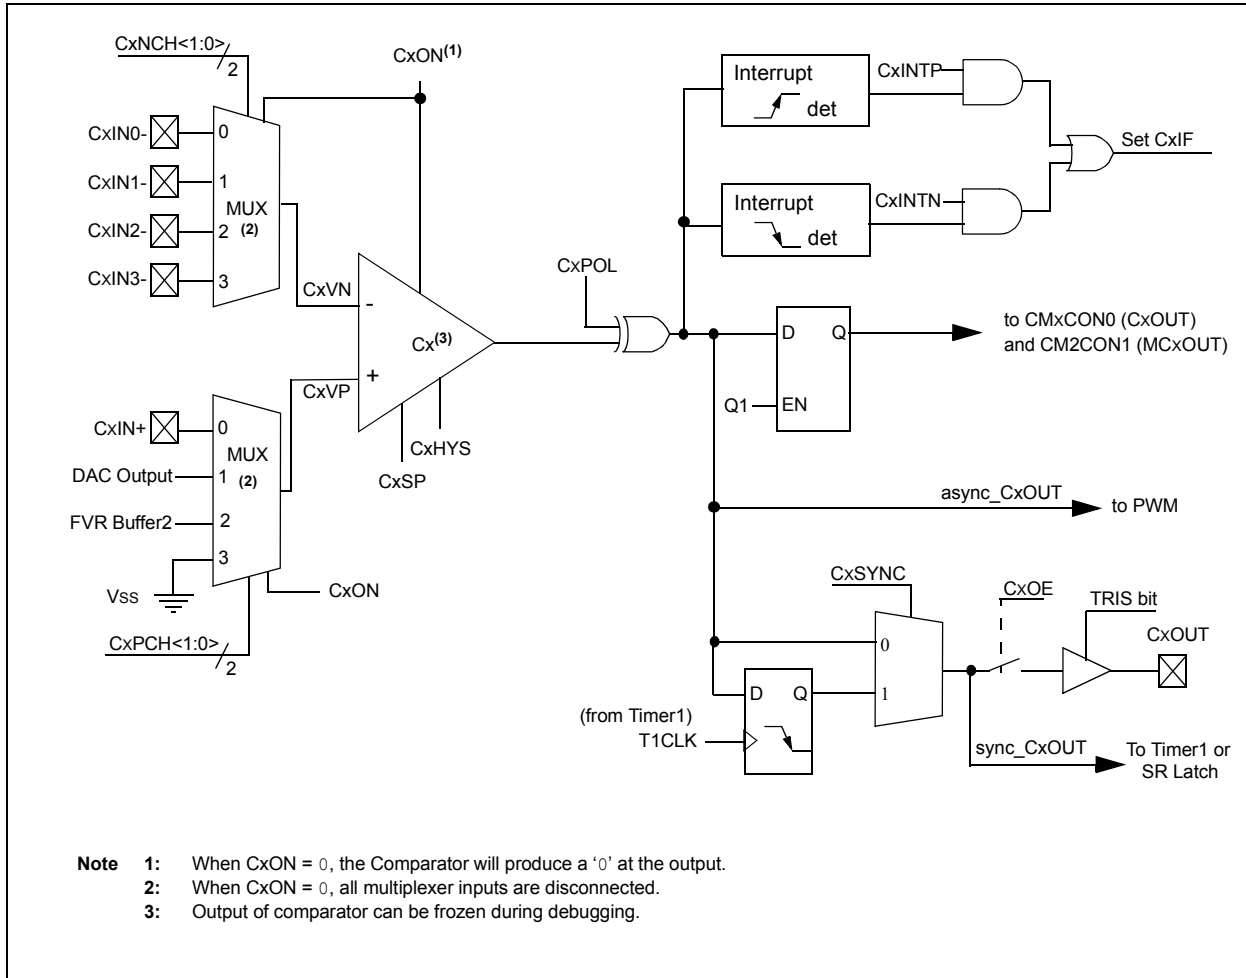 CxNCH<1:0>
2
CxON(1)
CxIN0-
0
CxIN1-
1
MUX
(2)
CxIN2-
2
CxIN3-
3
CxVN
-
Cx(3)
+
CxVP
CxHYS
CxSP
CxIN+
0
MUX
(2)
DAC Output
1
FVR Buffer2
2
3
Vss
CxON
CxPCH<1:0>
2
CxPOL
Interrupt
det
CxINTP
Interrupt
det
CxINTN
Set CxIF
D
Q
Q1
EN
to CMxCON0 (CxOUT)
and CM2CON1 (MCxOUT)
async_CxOUT
to PWM
CxSYNC
0
1
D
Q
(from Timer1)
T1CLK
CxOE
TRIS bit
CxOUT
sync_CxOUT
To Timer1 or
SR Latch
Note 1: When CxON = 0, the Comparator will produce a ‘0’ at the output.
2: When CxON = 0, all multiplexer inputs are disconnected.
3: Output of comparator can be frozen during debugging.